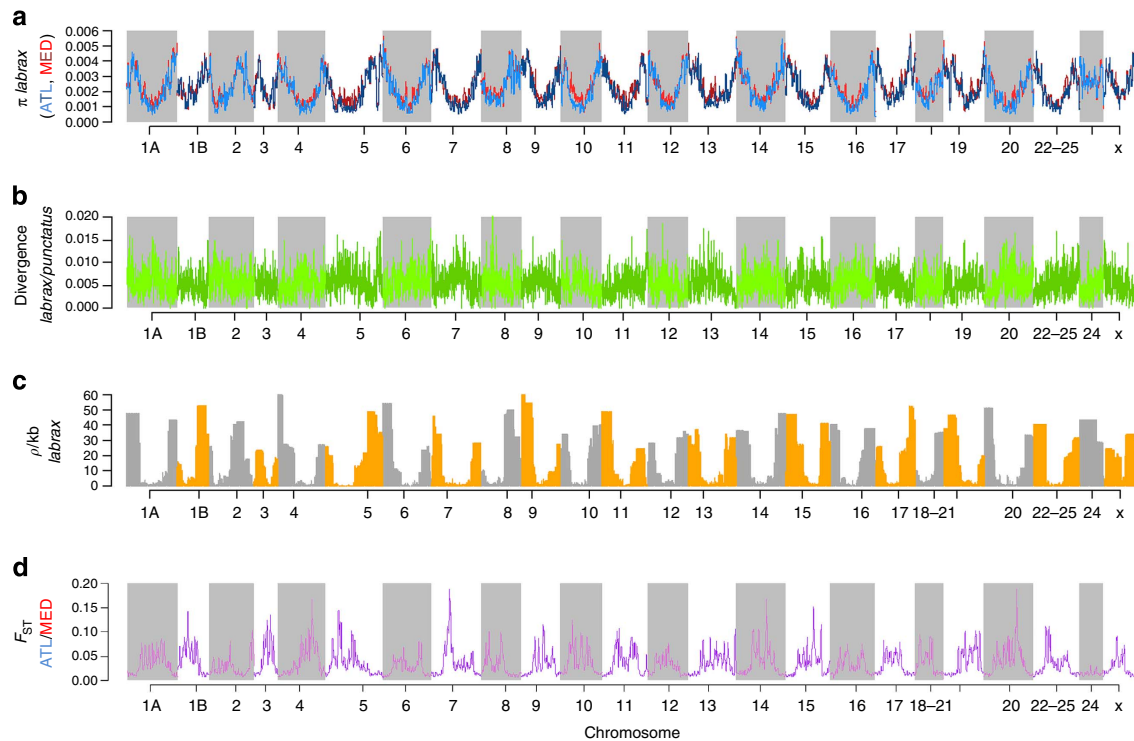 a
π labrax
(ATL, MED)
0.006
0.005
0.004
0.003
0.002
0.001
0.000
1A 1B 2 3 4 5 6 7 8 9 10 11 12 13 14 15 16 17 19 20 22–25 x
b
Divergence
labrax/punctatus
0.020
0.015
0.010
0.005
0.000
1A 1B 2 3 4 5 6 7 8 9 10 11 12 13 14 15 16 17 19 20 22–25 24 x
c
ρ/kb
labrax
60
50
40
30
20
10
0
1A 1B 2 3 4 5 6 7 8 9 10 11 12 13 14 15 16 17 18–21 20 22–25 24 x
d
FST
ATL/MED
0.20
0.15
0.10
0.05
0.00
1A 1B 2 3 4 5 6 7 8 9 10 11 12 13 14 15 16 17 18–21 20 22–25 24 x
Chromosome